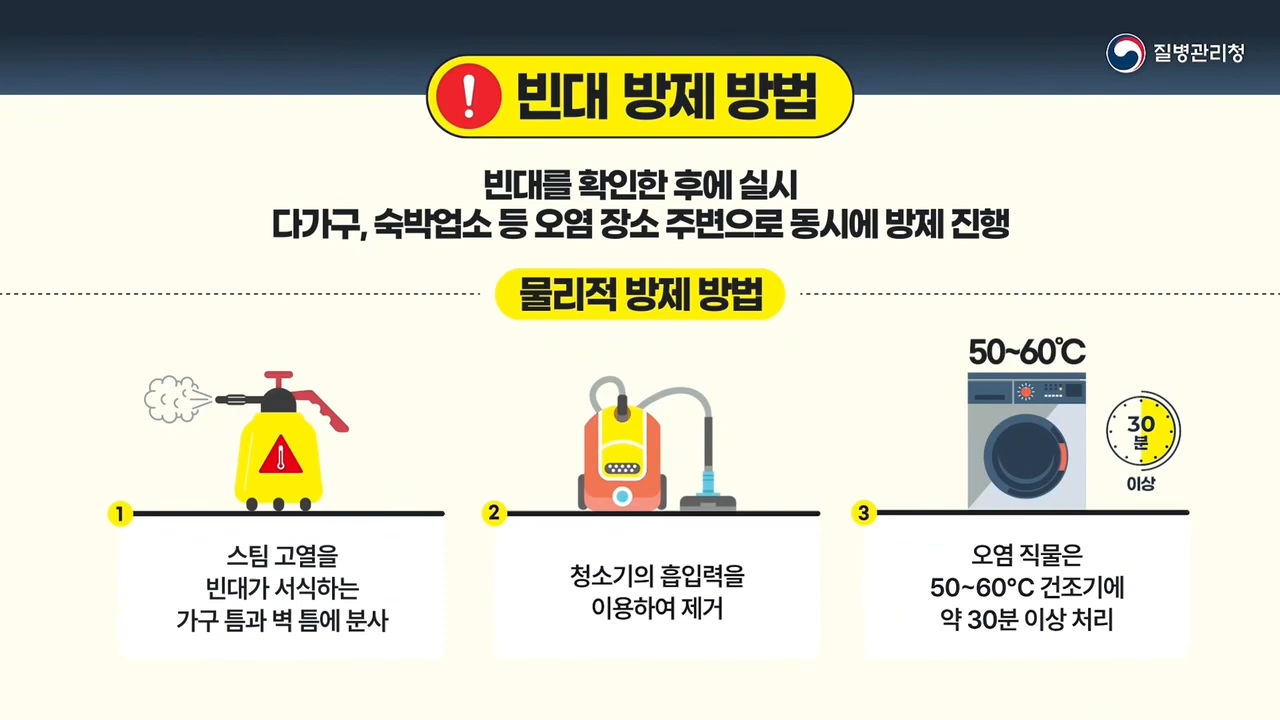 질병관리청
! 빈대 방제 방법
빈대를 확인한 후에 실시
다가구, 숙박업소 등 오염 장소 주변으로 동시에 방제 진행
물리적 방제 방법
1
스팀 고열을
빈대가 서식하는
가구 틈과 벽 틈에 분사
2
청소기의 흡입력을
이용하여 제거
50~60℃
30
분
이상
3
오염 직물은
50~60℃ 건조기에
약 30분 이상 처리